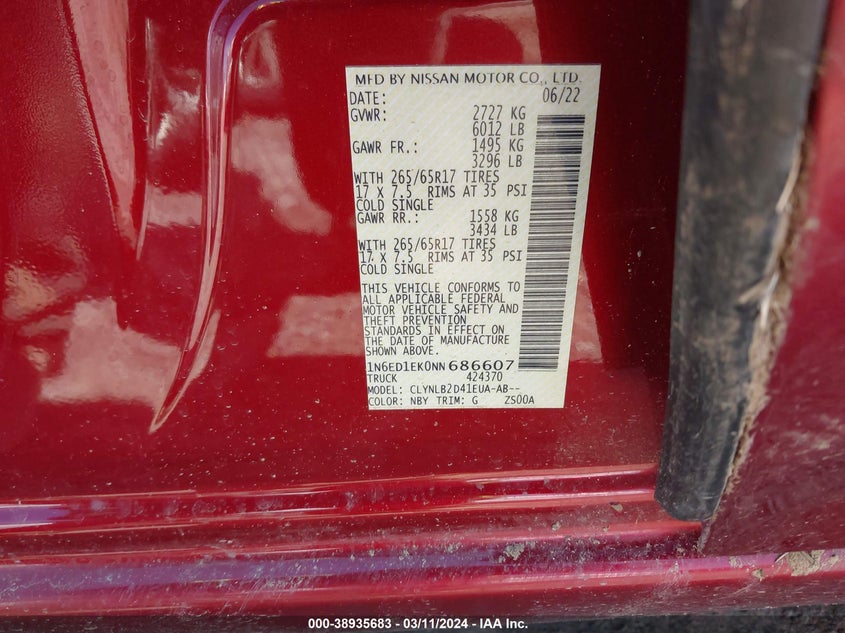 MFD BY NISSAN MOTOR CO., LTD.
DATE: 06/22
GVWR: 2727 KG
6012 LB
GAWR FR.: 1495 KG
3296 LB
WITH 265/65R17 TIRES
17 X 7.5 RIMS AT 35 PSI
COLD SINGLE
GAWR RR.: 1558 KG
3434 LB
WITH 265/65R17 TIRES
17 X 7.5 RIMS AT 35 PSI
COLD SINGLE
THIS VEHICLE CONFORMS TO
ALL APPLICABLE FEDERAL
MOTOR VEHICLE SAFETY AND
THEFT PREVENTION
STANDARDS IN EFFECT ON
THE DATE OF MANUFACTURE
SHOWN ABOVE.
1N6ED1EK0NN686607
TRUCK 424370
MODEL: CLYNLB2D41EUA-AB--
COLOR: NBY TRIM: G ZS00A
000-38935683 / 03/11/2024 - IAA Inc.